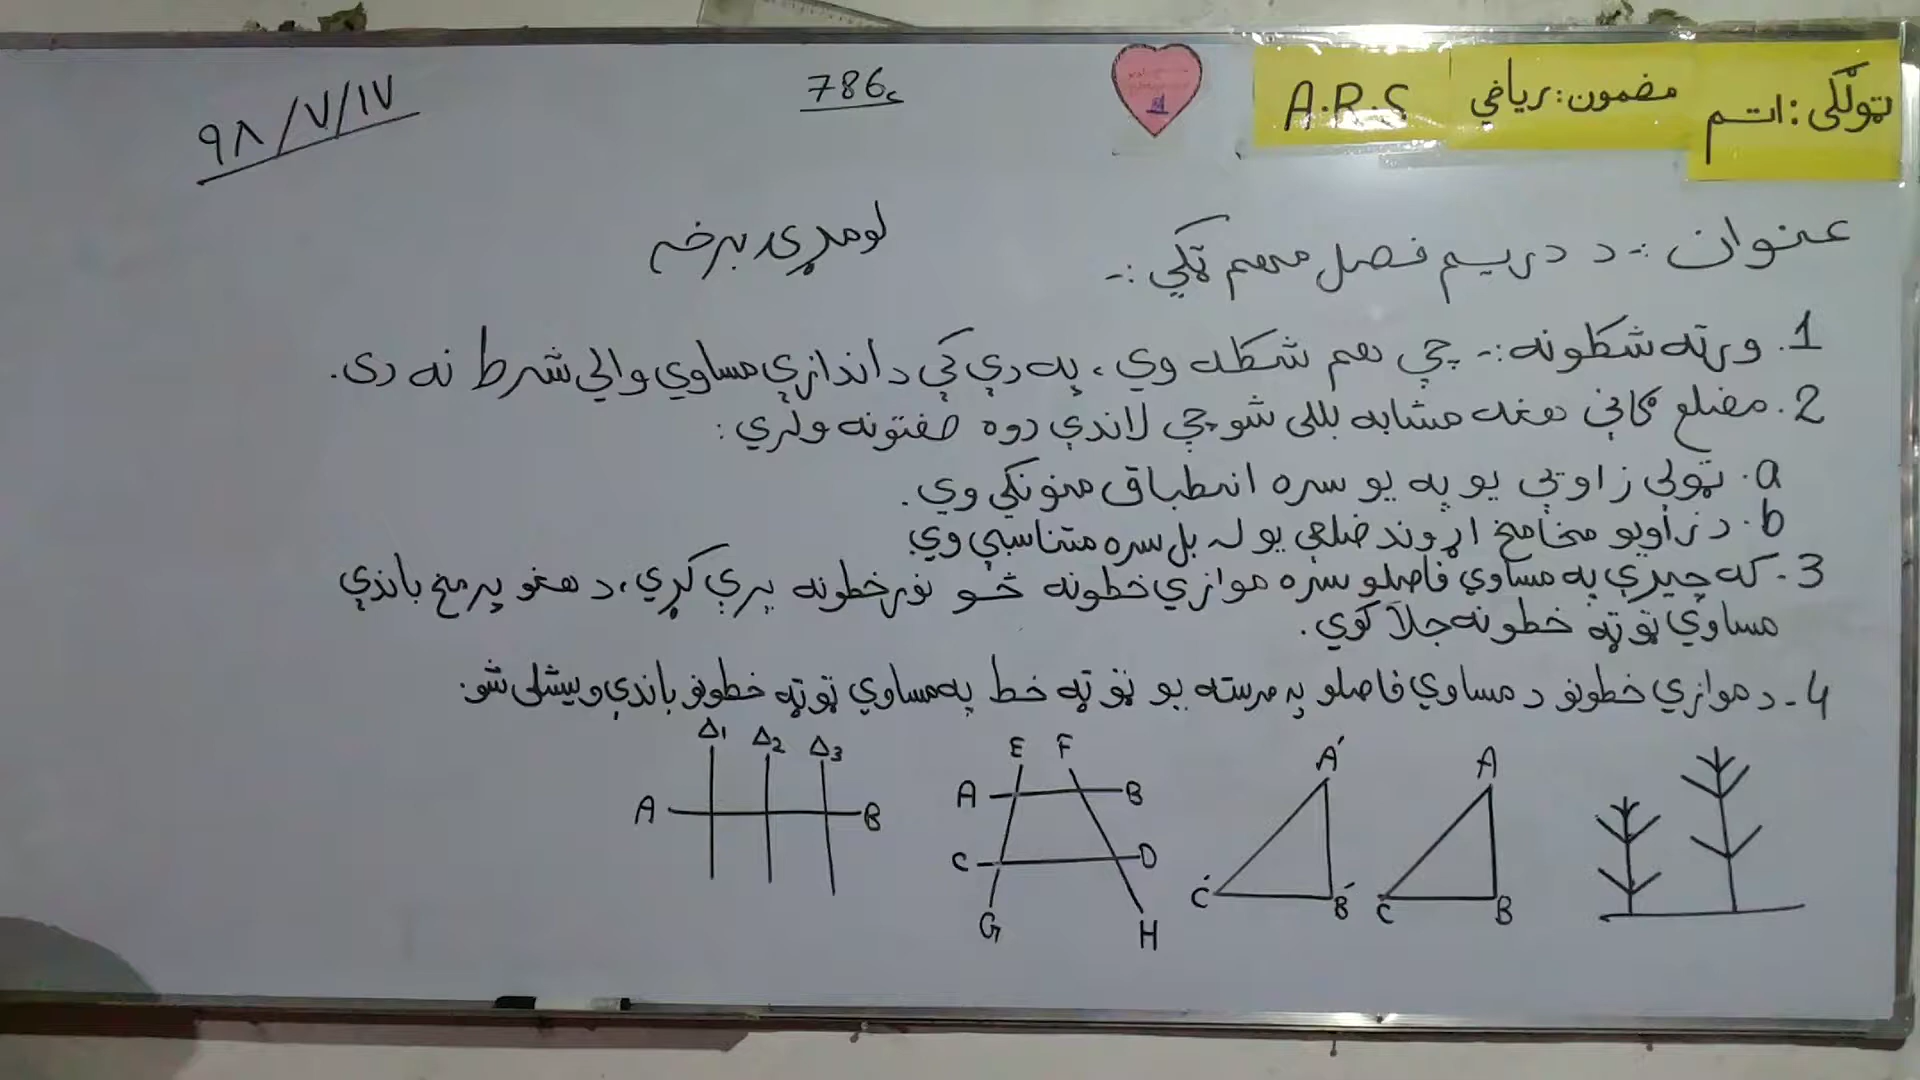 ټولګی: اتم
مضمون: ریاضي
A.R.S
786
۹۸/۷/۱۷
عنوان :- د دریم فصل مهم ټکي :-
لومړی برخه
1. ورته شکلونه :- چې هم شکله وي، په دې کې د اندازې مساوي والی شرط نه دی.
2. مضلع ګانې هغه مشابه بللی شو چې لاندې دوه صفتونه ولري :
a. ټولې زاوئې یو په یو سره انطباق منونکي وي.
b. د زاویو مخامخ اړوند ضلعې یو له بل سره متناسبې وي
3- که چیرې په مساوي فاصلو سره موازي خطونه څو نور خطونه پرې کړي، د هغو پر مخ باندې
مساوي ټوټه خطونه جلا کوي.
4- د موازي خطونو د مساوي فاصلو په مرسته یو ټوټه خط په مساوي ټوټه خطونو باندې ویشلی شو.
Δ1 Δ2 Δ3
A B
E F
A B
C D
G H
A′
C′ B′
A
C B